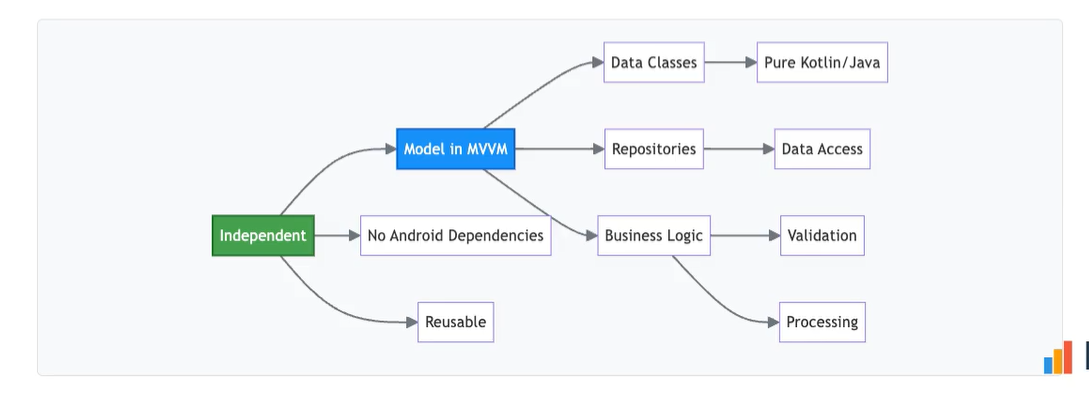 Data Classes
Pure Kotlin/Java
Model in MVVM
Repositories
Data Access
Independent
No Android Dependencies
Business Logic
Validation
Reusable
Processing